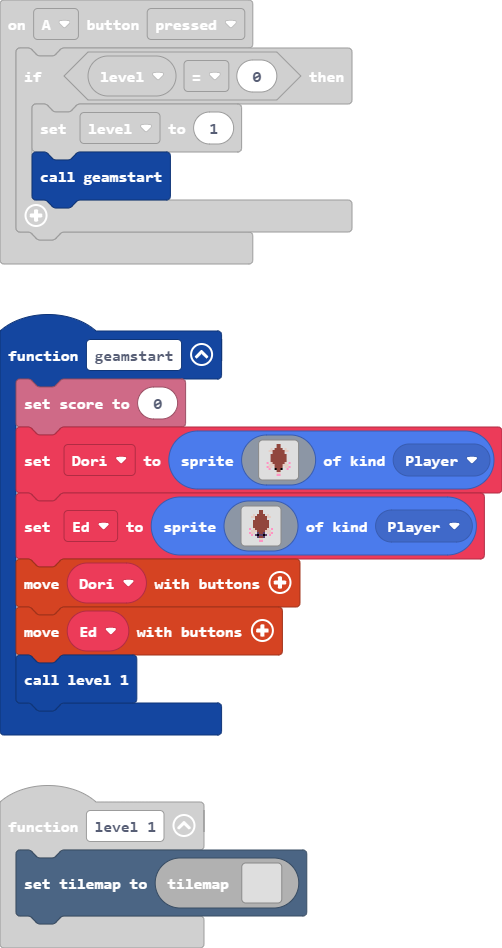 on A button pressed
if level = 0 then
set level to 1
call geamstart
function geamstart
set score to 0
set Dori to sprite of kind Player
set Ed to sprite of kind Player
move Dori with buttons
move Ed with buttons
call level 1
function level 1
set tilemap to tilemap